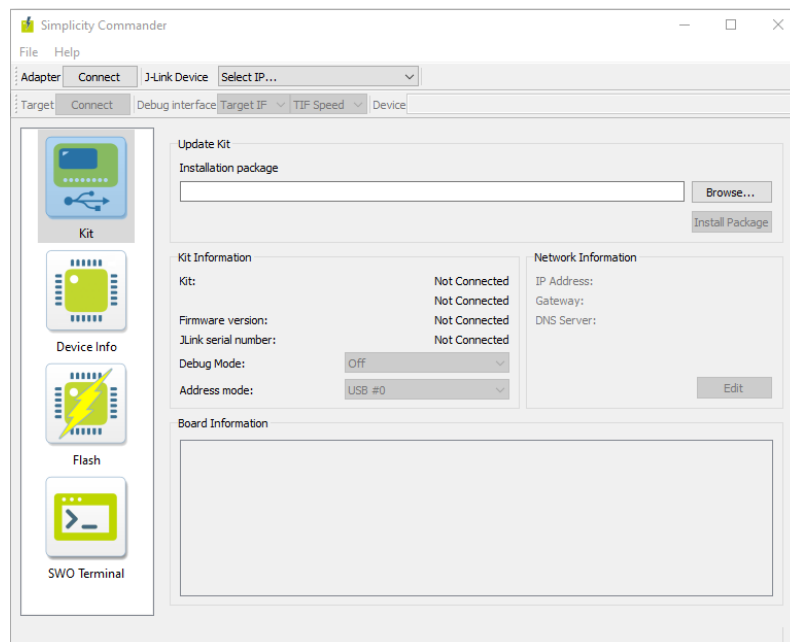 Simplicity Commander
File Help
Adapter Connect J-Link Device Select IP...
Target Connect Debug interface Target IF TIF Speed Device
Update Kit
Installation package
Browse...
Install Package
Kit
Device Info
Flash
SWO Terminal
Kit Information
Kit: Not Connected
Not Connected
Firmware version: Not Connected
JLink serial number: Not Connected
Debug Mode: Off
Address mode: USB #0
Network Information
IP Address:
Gateway:
DNS Server:
Edit
Board Information